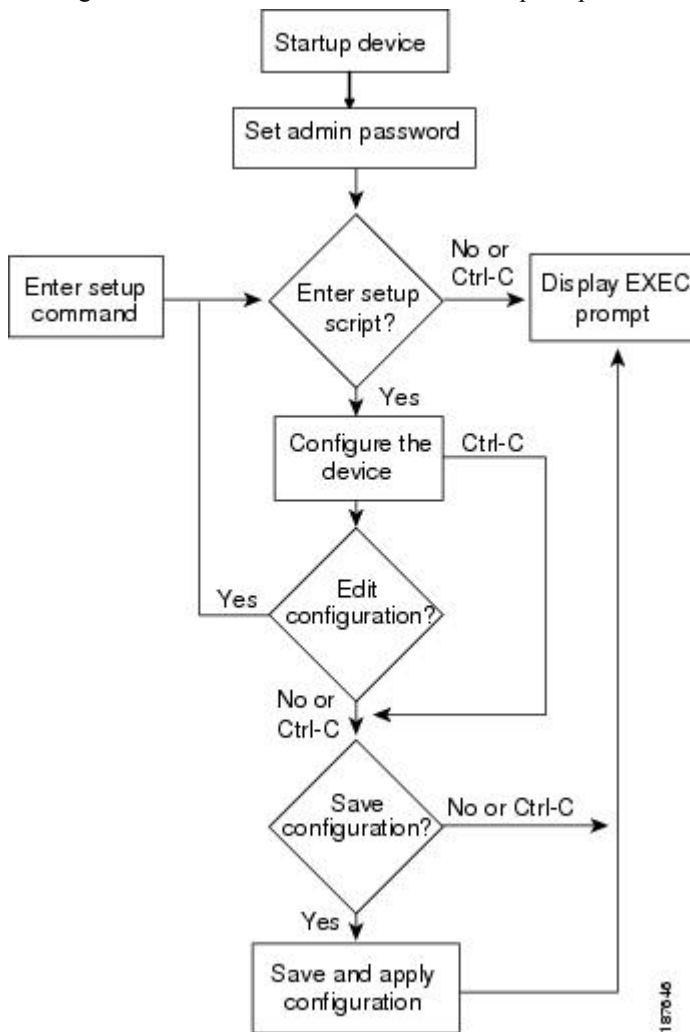 Startup device
Set admin password
Enter setup
command
Enter setup
script?
No or
Ctrl-C
Display EXEC
prompt
Yes
Configure the
device
Ctrl-C
Edit
configuration?
Yes
No or
Ctrl-C
Save
configuration?
No or Ctrl-C
Yes
Save and apply
configuration
187646